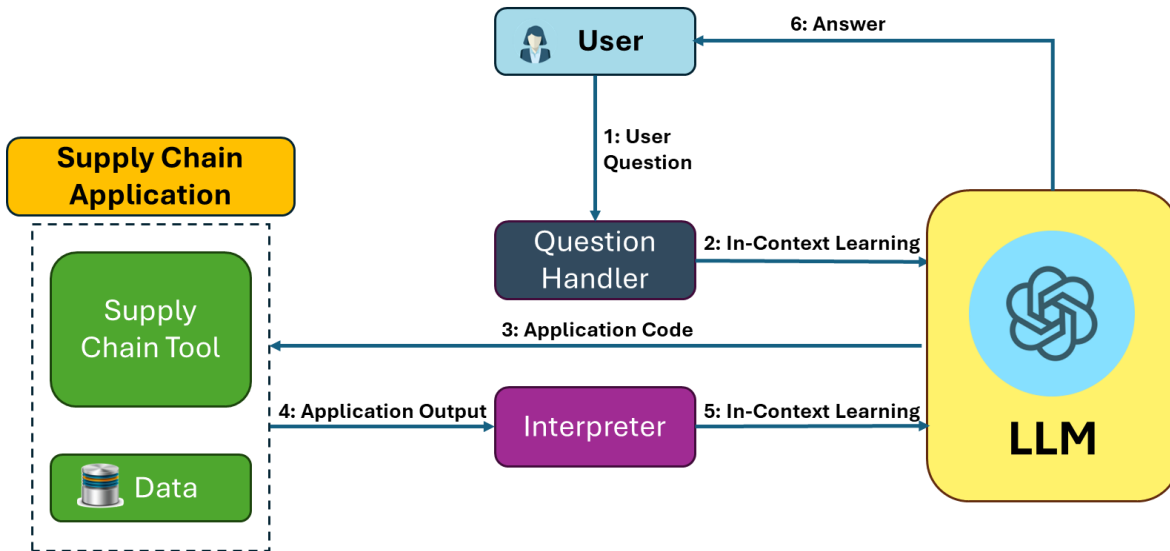 User
6: Answer
1: User
Question
Supply Chain
Application
Question
Handler
2: In-Context Learning
Supply
Chain Tool
3: Application Code
4: Application Output
Interpreter
5: In-Context Learning
LLM
Data